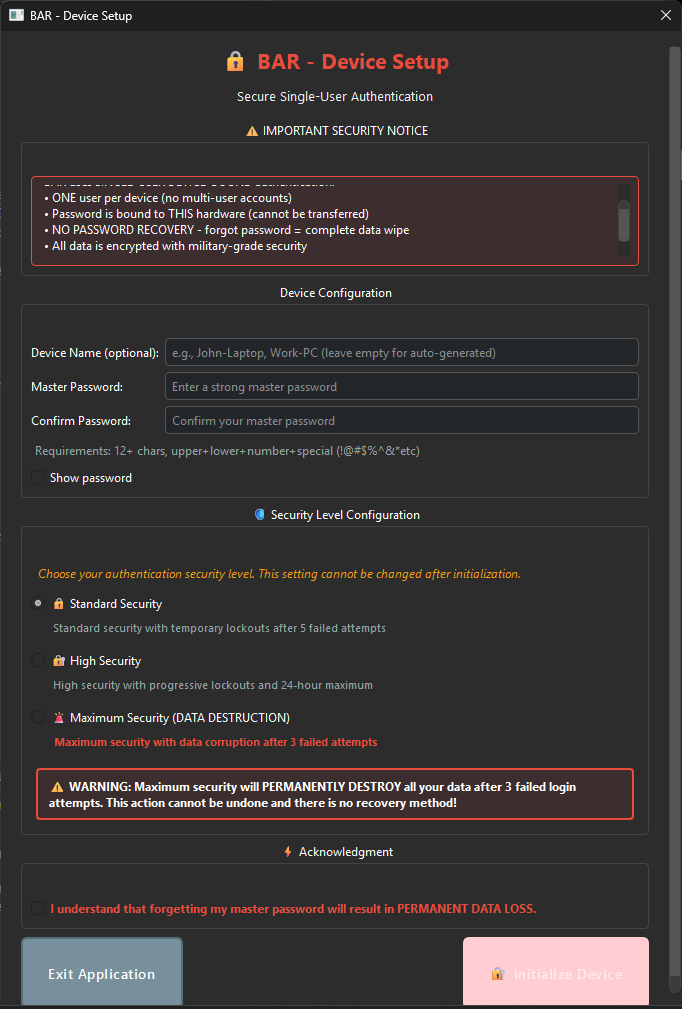 BAR - Device Setup
BAR - Device Setup
Secure Single-User Authentication
IMPORTANT SECURITY NOTICE
• ONE user per device (no multi-user accounts)
• Password is bound to THIS hardware (cannot be transferred)
• NO PASSWORD RECOVERY - forgot password = complete data wipe
• All data is encrypted with military-grade security
Device Configuration
Device Name (optional): e.g., John-Laptop, Work-PC (leave empty for auto-generated)
Master Password: Enter a strong master password
Confirm Password: Confirm your master password
Requirements: 12+ chars, upper+lower+number+special (!@#$%^&*etc)
Show password
Security Level Configuration
Choose your authentication security level. This setting cannot be changed after initialization.
Standard Security
Standard security with temporary lockouts after 5 failed attempts
High Security
High security with progressive lockouts and 24-hour maximum
Maximum Security (DATA DESTRUCTION)
Maximum security with data corruption after 3 failed attempts
WARNING: Maximum security will PERMANENTLY DESTROY all your data after 3 failed login
attempts. This action cannot be undone and there is no recovery method!
Acknowledgment
I understand that forgetting my master password will result in PERMANENT DATA LOSS.
Exit Application
Initialize Device